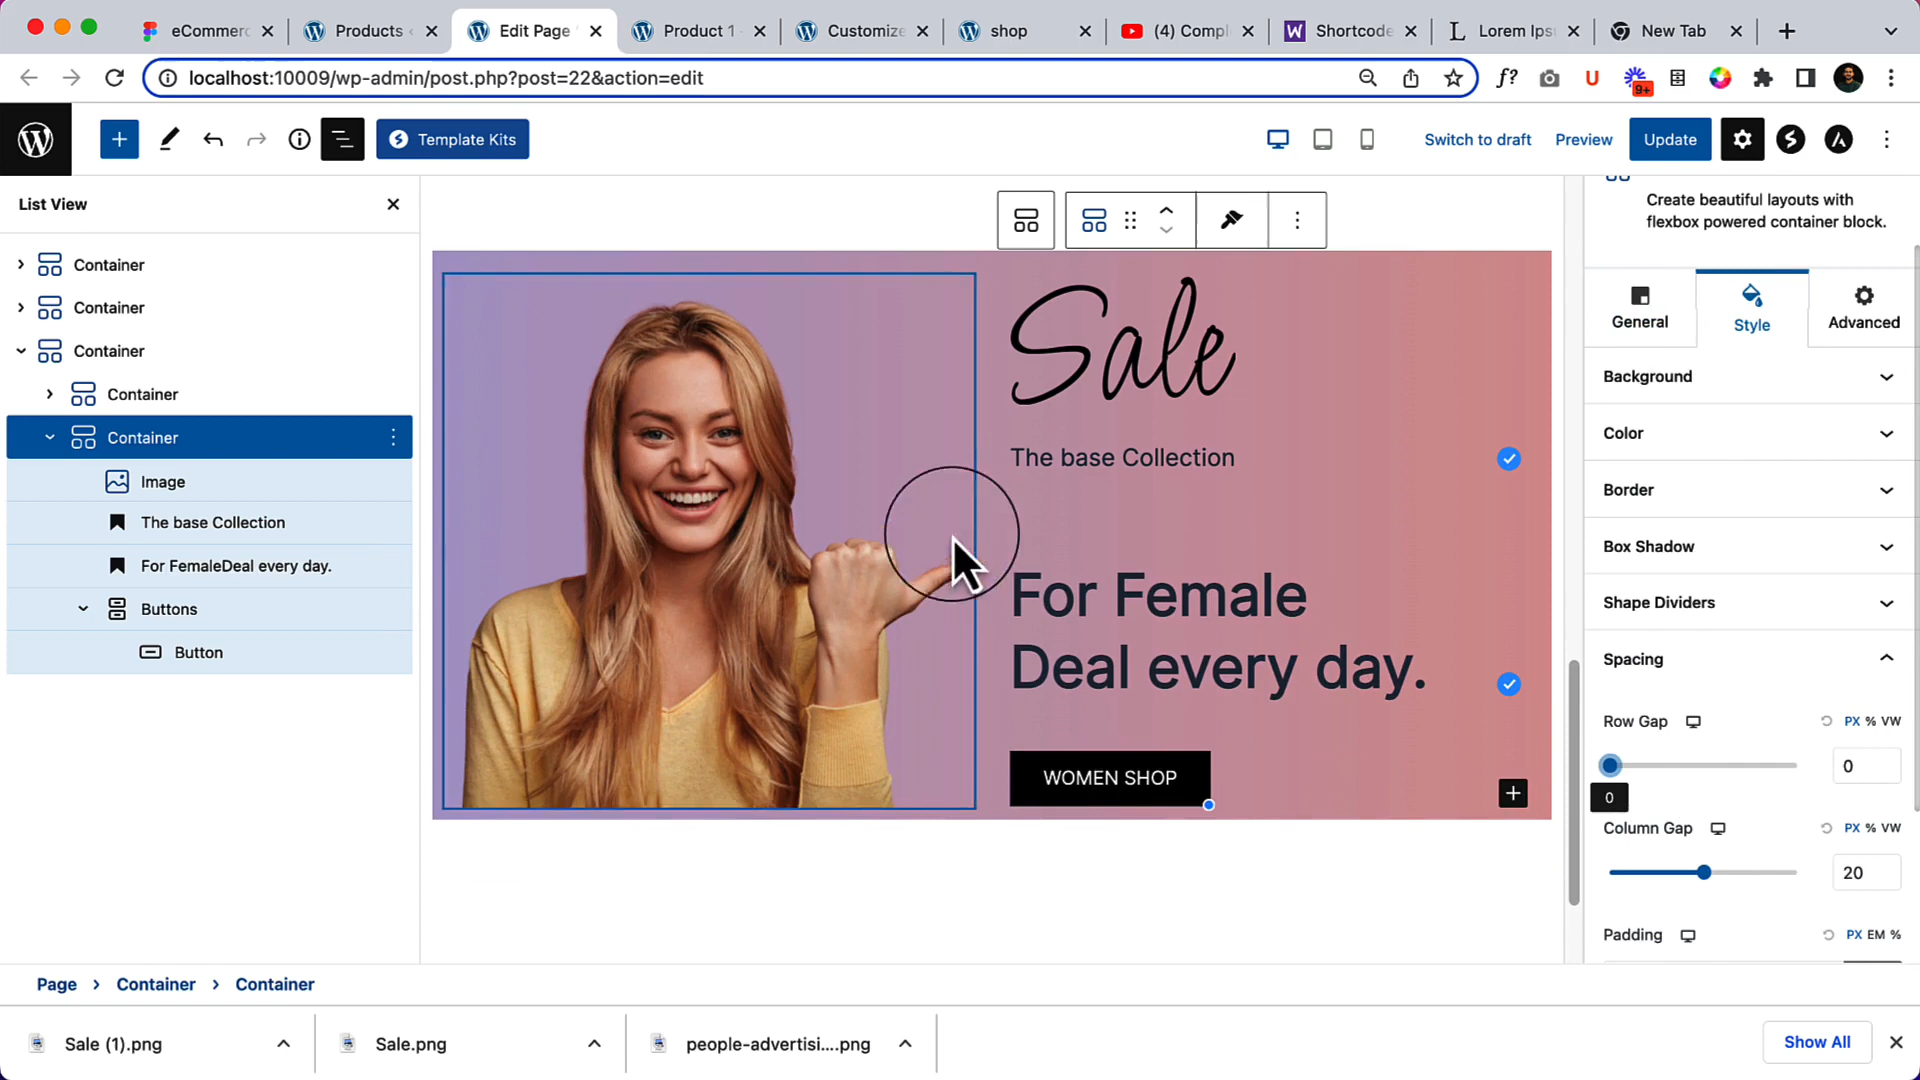 eCommerc
Products
Edit Page
Product 1
Customize
shop
(4) Compl
Shortcode
Lorem Ips
New Tab
localhost:10009/wp-admin/post.php?post=22&action=edit
f?
U
9+
Template Kits
Switch to draft
Preview
Update
List View
Container
Container
Container
Container
Container
Image
The base Collection
For FemaleDeal every day.
Buttons
Button
Sale
The base Collection
For Female
Deal every day.
WOMEN SHOP
Create beautiful layouts with
flexbox powered container block.
General
Style
Advanced
Background
Color
Border
Box Shadow
Shape Dividers
Spacing
Row Gap
PX % VW
0
0
Column Gap
PX % VW
20
Padding
PX EM %
Page > Container > Container
Sale (1).png
Sale.png
people-advertisi....png
Show All